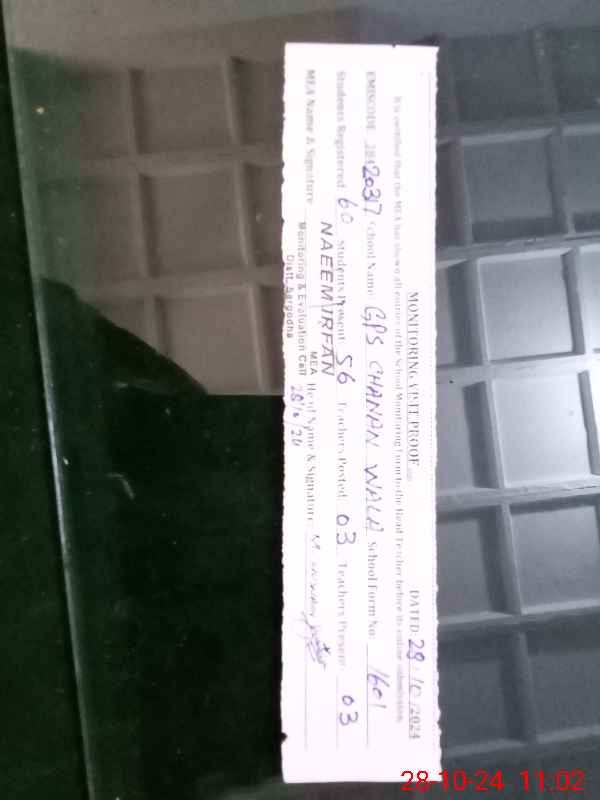 MONITORING VISIT PROOF
DATED: 28/10/2024
It is certified that the MEA has shown all entries of the School Monitoring Form to the Head Teacher before its online submission.
EMISCODE 3842037 School Name: GPS CHANAN WALA School Form No: 1601
Students Registered 60 Students Present 56 Teachers Posted 03 Teachers Present 03
MEA Name & Signature Head Name & Signature
NAEEM IRFAN
MEA
Monitoring & Evaluation Cell
Distt. Sargodha
28/10/24
28-10-24 11:02